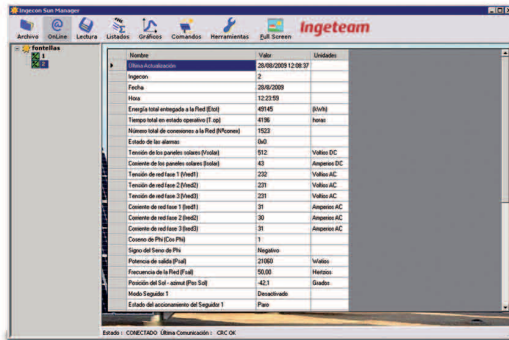 Ingecon Sun Manager
Archivo OnLine Lectura Listados Gráficos Comandos Herramientas Full Screen Ingeteam
fontellas
1
2
Nombre Valor Unidades
Última Actualización 28/08/2009 12:08:37
Ingecon 2
Fecha 28/8/2009
Hora 12:23:59
Energía total entregada a la Red (Etot) 49145 (kWh)
Tiempo total en estado operativo (T.op) 4196 horas
Número total de conexiones a la Red (Nºconex) 1523
Estado de las alarmas 0x0
Tensión de los paneles solares (Vsolar) 512 Voltios DC
Corriente de los paneles solares (Isolar) 43 Amperios DC
Tensión de red fase 1 (Vred1) 232 Voltios AC
Tensión de red fase 2 (Vred2) 231 Voltios AC
Tensión de red fase 3 (Vred3) 231 Voltios AC
Corriente de red fase 1 (Ired1) 31 Amperios AC
Corriente de red fase 2 (Ired2) 30 Amperios AC
Corriente de red fase 3 (Ired3) 31 Amperios AC
Coseno de Phi (Cos Phi) 1
Signo del Seno de Phi Negativo
Potencia de salida (Psal) 21060 Watios
Frecuencia de la Red (Fsal) 50,00 Hertzios
Posición del Sol - azimut (Pos Sol) -42,1 Grados
Modo Seguidor 1 Desactivado
Estado del accionamiento del Seguidor 1 Paro
Estado : CONECTADO Última Comunicación : CRC OK